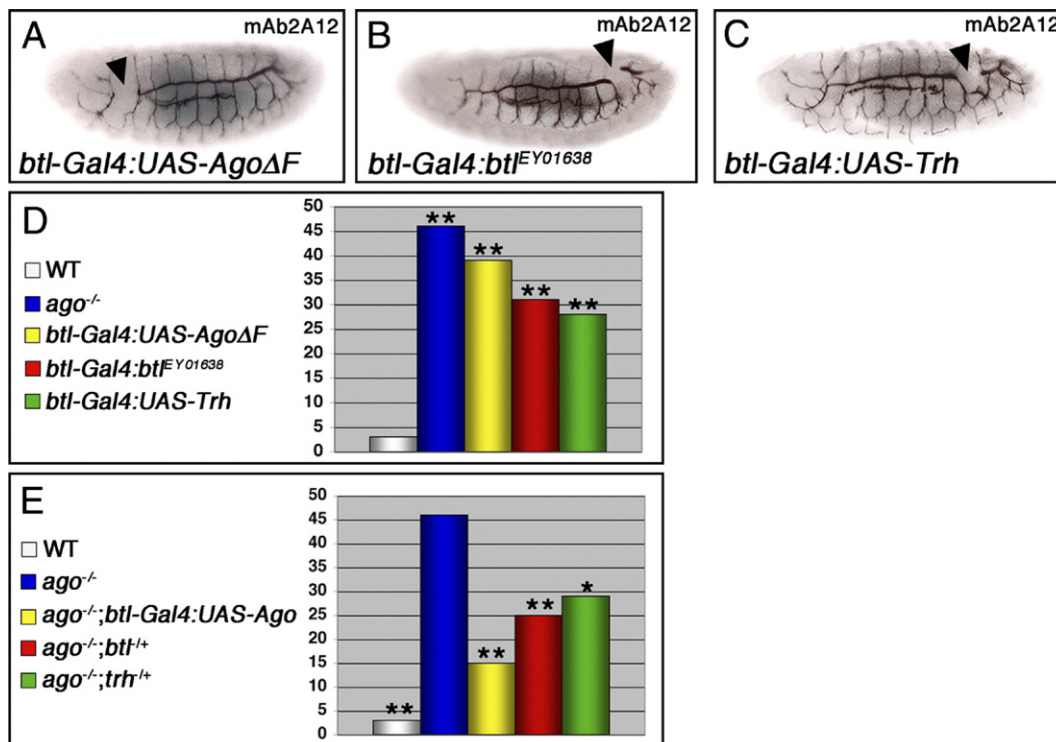 A
mAb2A12
btl-Gal4:UAS-AgoΔF
B
mAb2A12
btl-Gal4:btl^EY01638
C
mAb2A12
btl-Gal4:UAS-Trh
D
WT
ago-/-
btl-Gal4:UAS-AgoΔF
btl-Gal4:btl^EY01638
btl-Gal4:UAS-Trh
50
45
40
35
30
25
20
15
10
5
0
**
**
**
**
E
WT
ago-/-
ago-/-;btl-Gal4:UAS-Ago
ago-/-;btl-/+
ago-/-;trh-/+
50
45
40
35
30
25
20
15
10
5
0
**
**
**
*